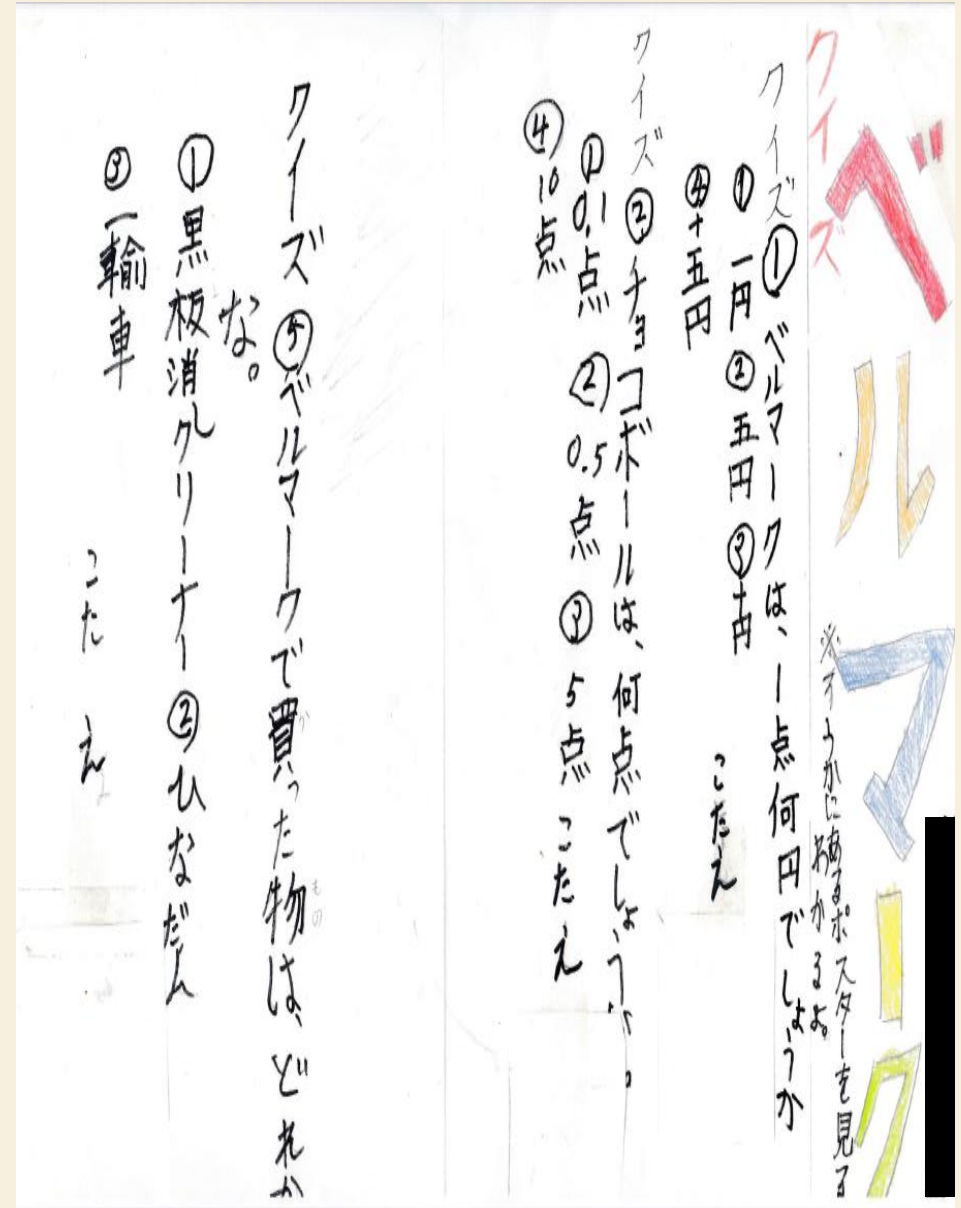 ベルマーク
クイズ
※ろうかにあるポスターを見る
わかるよ。
クイズ① ベルマークは、1点何円でしょうか
① 一円 ② 五円 ③ 十円
④ 十五円
こたえ
クイズ② チョコボールは、何点でしょうか。
① 0.1点 ② 0.5点 ③ 5点 こたえ
④ 10点
クイズ⑤ ベルマークで買った物は、どれか
な。
もの
①黒板消しクリーナー ②ひなだん
③一輪車
こたえ